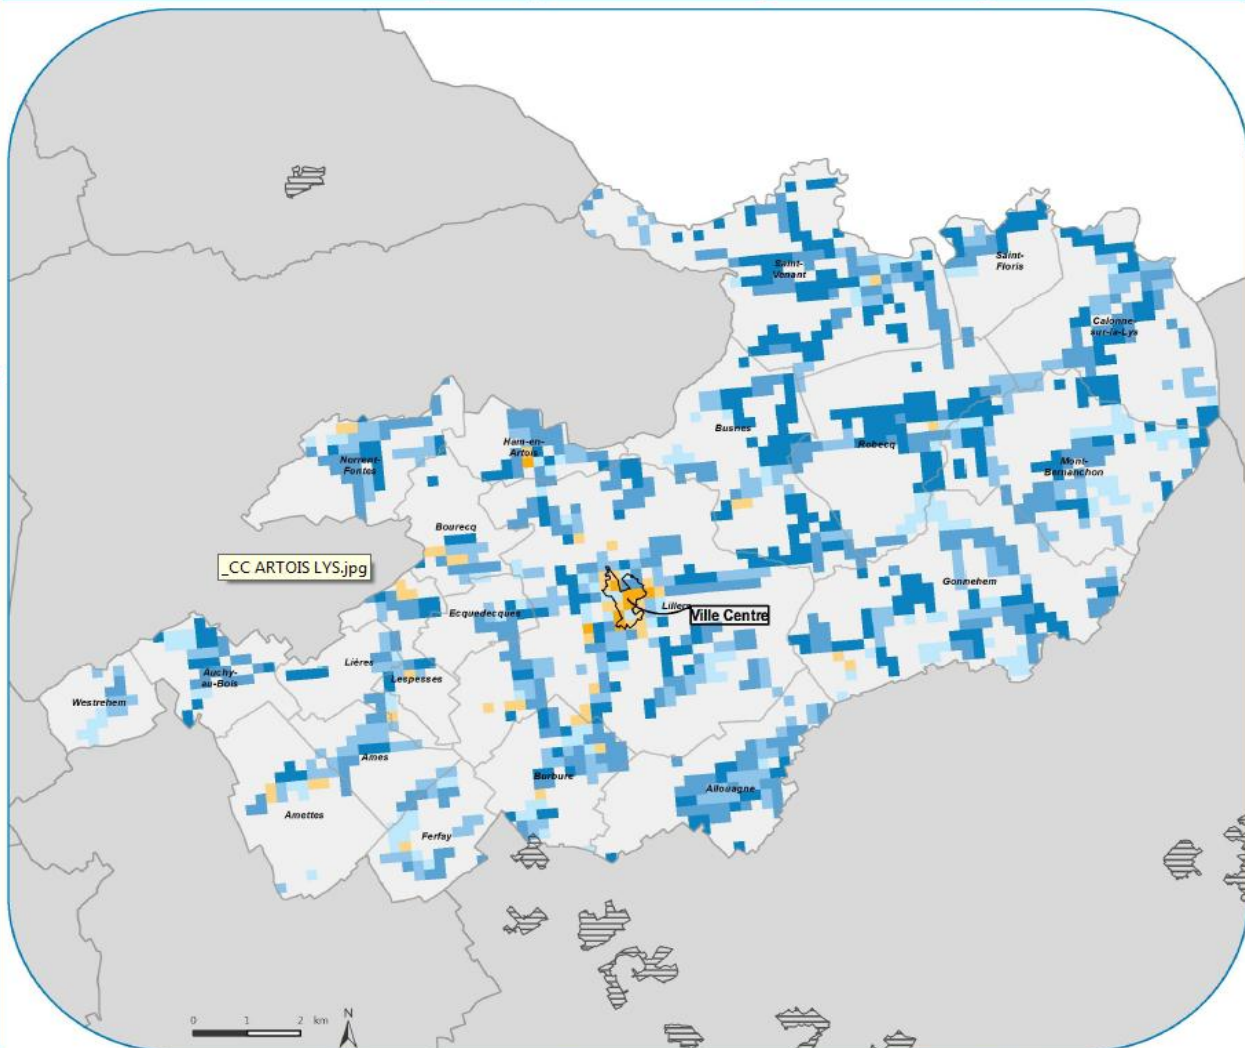 Saint-
Venant
Saint-
Floris
Calonne-
sur-la-Lys
Busnes
Robecq
Ham-en-
Artois
Norrent-
Fontes
Mont-
Bernanchon
Bourecq
_CC ARTOIS LYS.jpg
Gonnehem
Ecquedecques
Lillers
Ville Centre
Lières
Lespesses
Auchy-
au-Bois
Westrehem
Ames
Burbure
Allouagne
Amettes
Ferfay
N
0 1 2 km